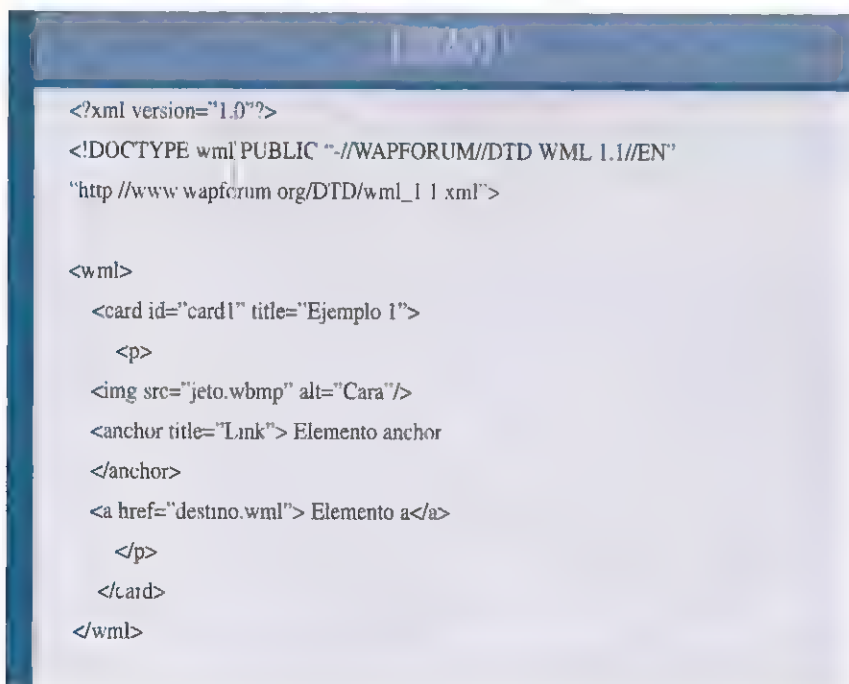 <?xml version="1.0"?>
<!DOCTYPE wml PUBLIC "-//WAPFORUM//DTD WML 1.1//EN"
"http //www wapforum org/DTD/wml_1 1 xml">
<wml>
<card id="card1" title="Ejemplo 1">
<p>
<img src="jeto.wbmp" alt="Cara"/>
<anchor title="Link"> Elemento anchor
</anchor>
<a href="destino.wml"> Elemento a</a>
</p>
</card>
</wml>